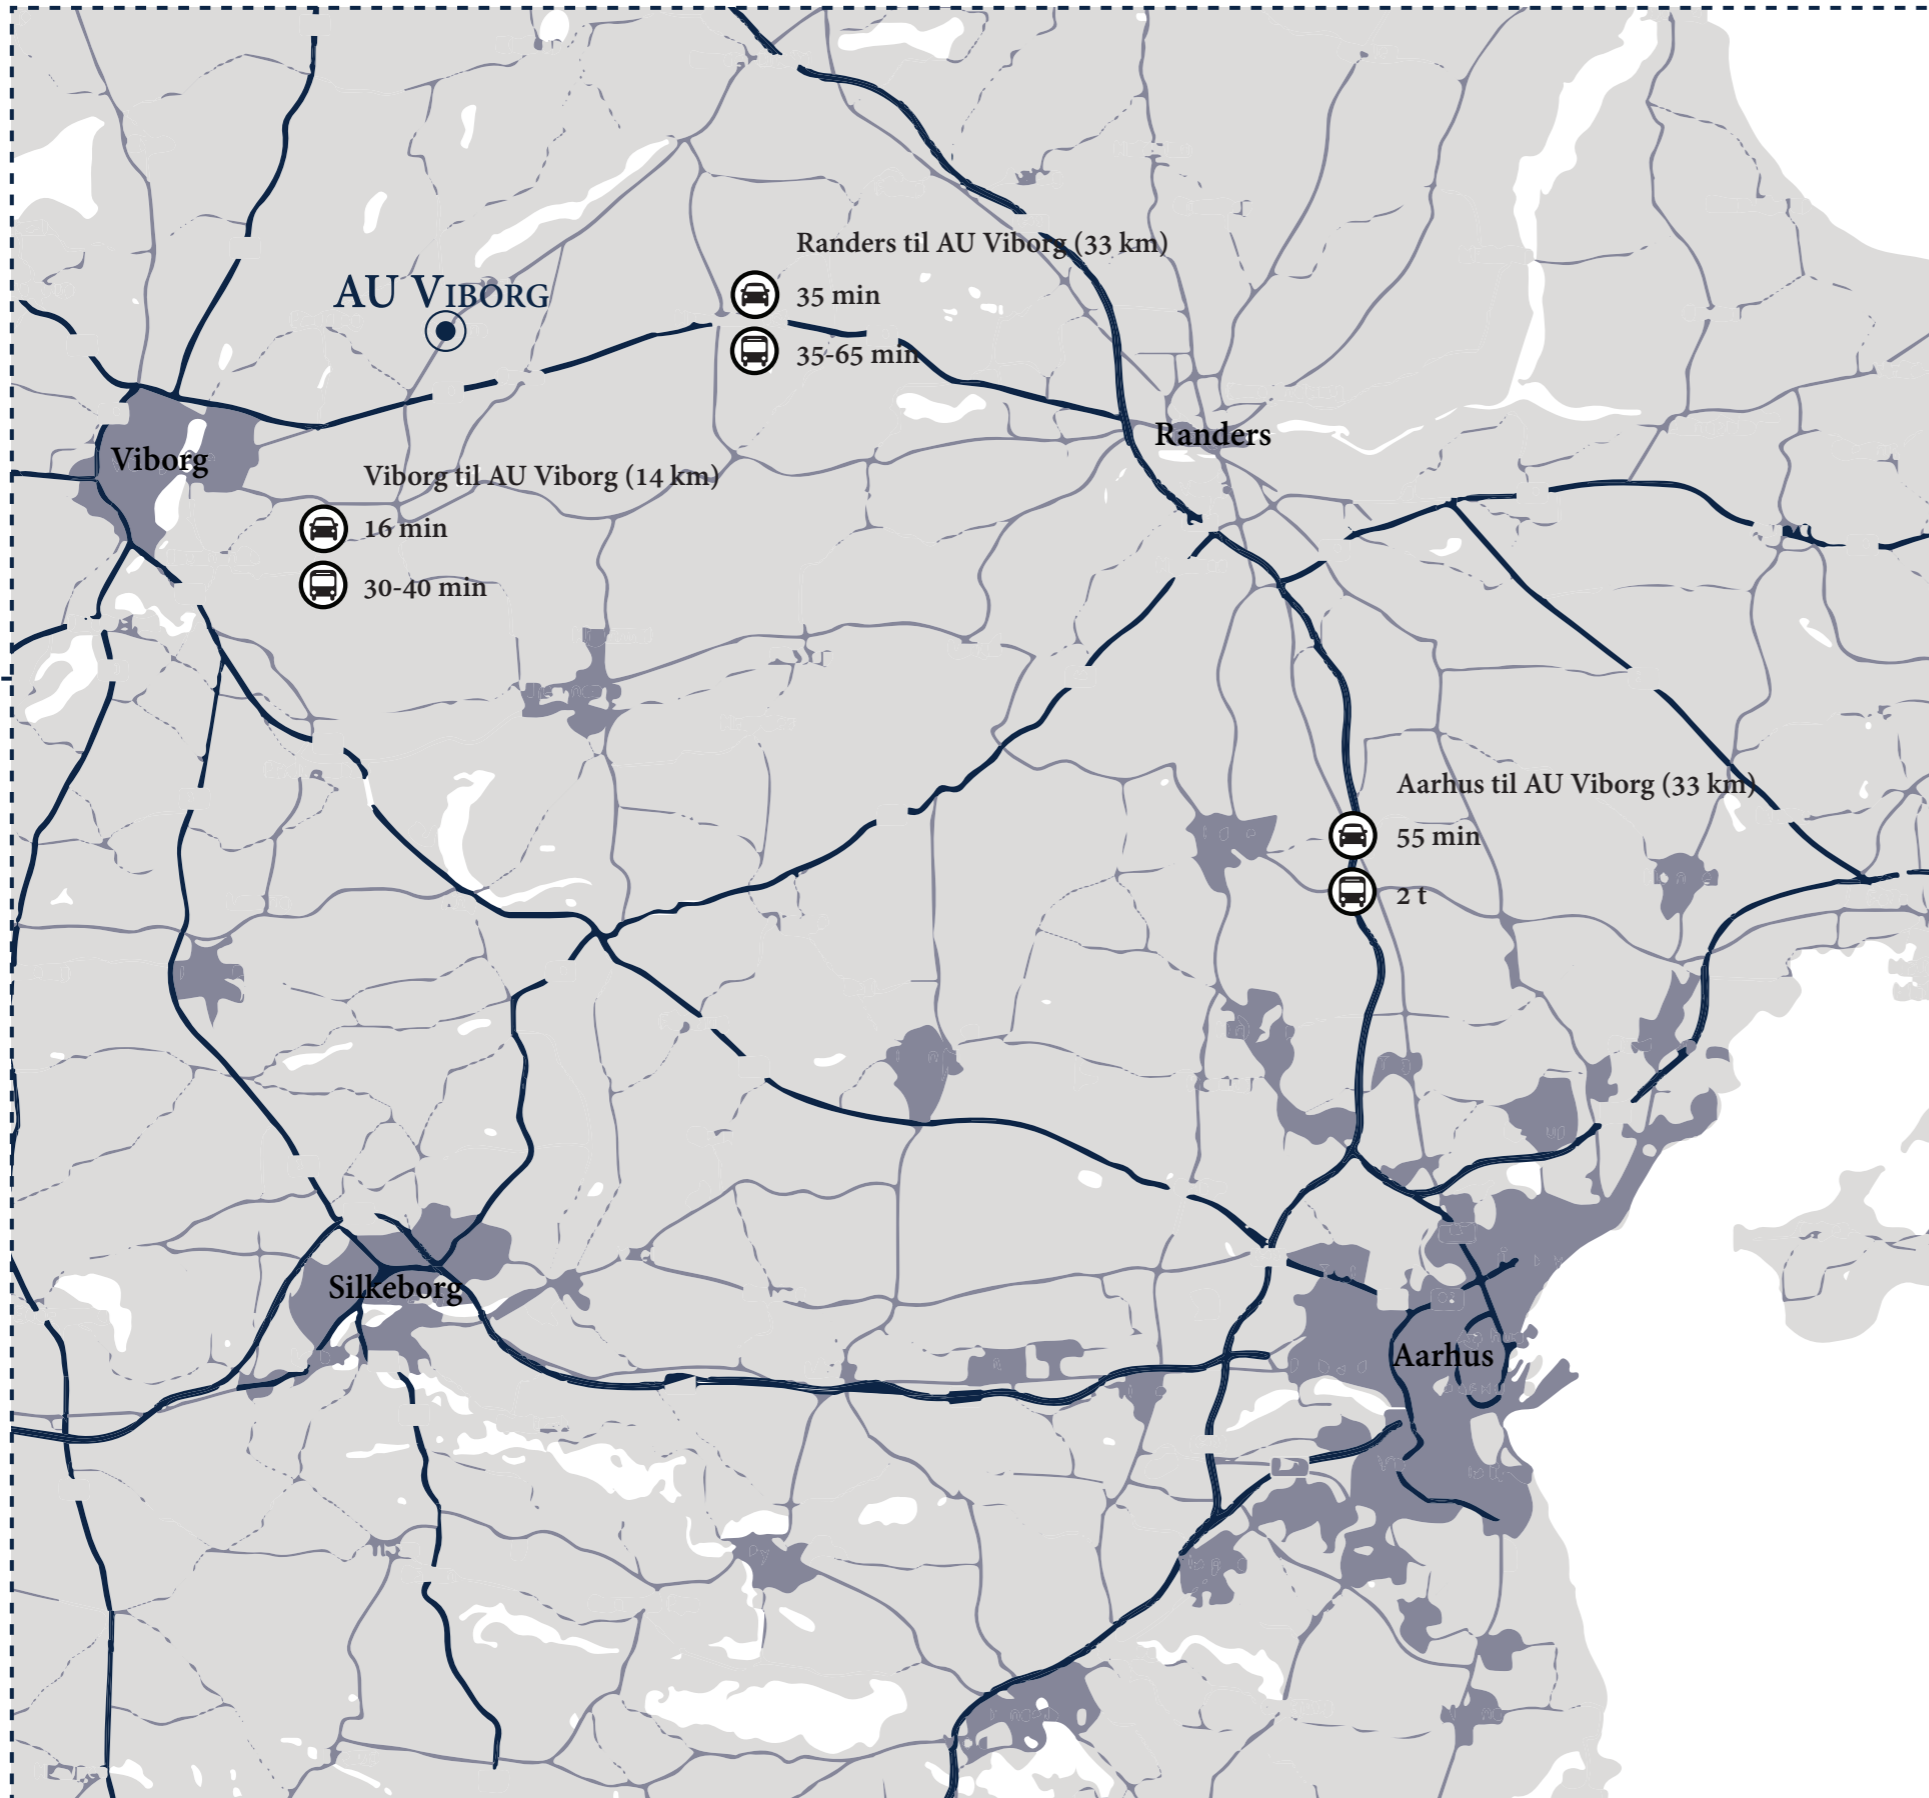 Randers til AU Viborg (33 km)
35 min
35-65 min
AU VIBORG
Randers
Viborg
Viborg til AU Viborg (14 km)
16 min
30-40 min
Aarhus til AU Viborg (33 km)
55 min
2 t
Silkeborg
Aarhus